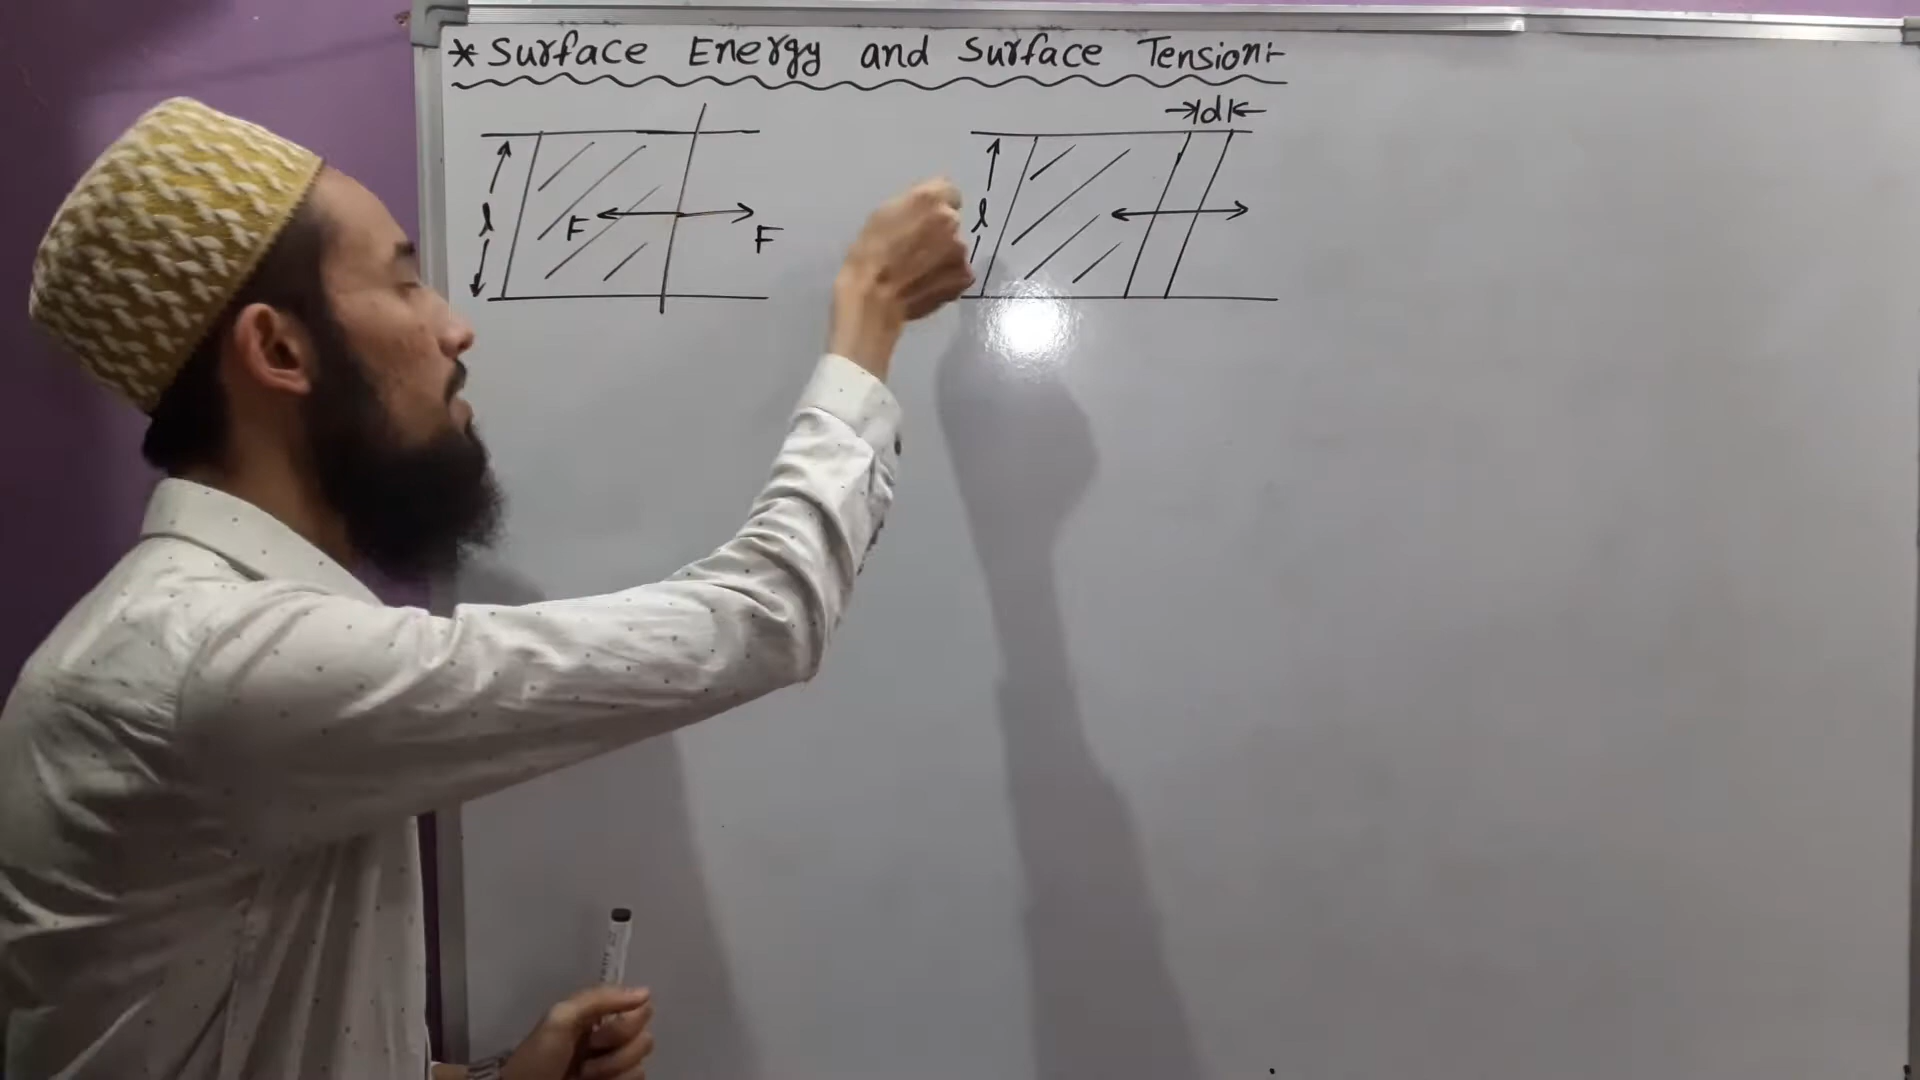 * Surface Energy and Surface Tension:-
d
l
F
F
l